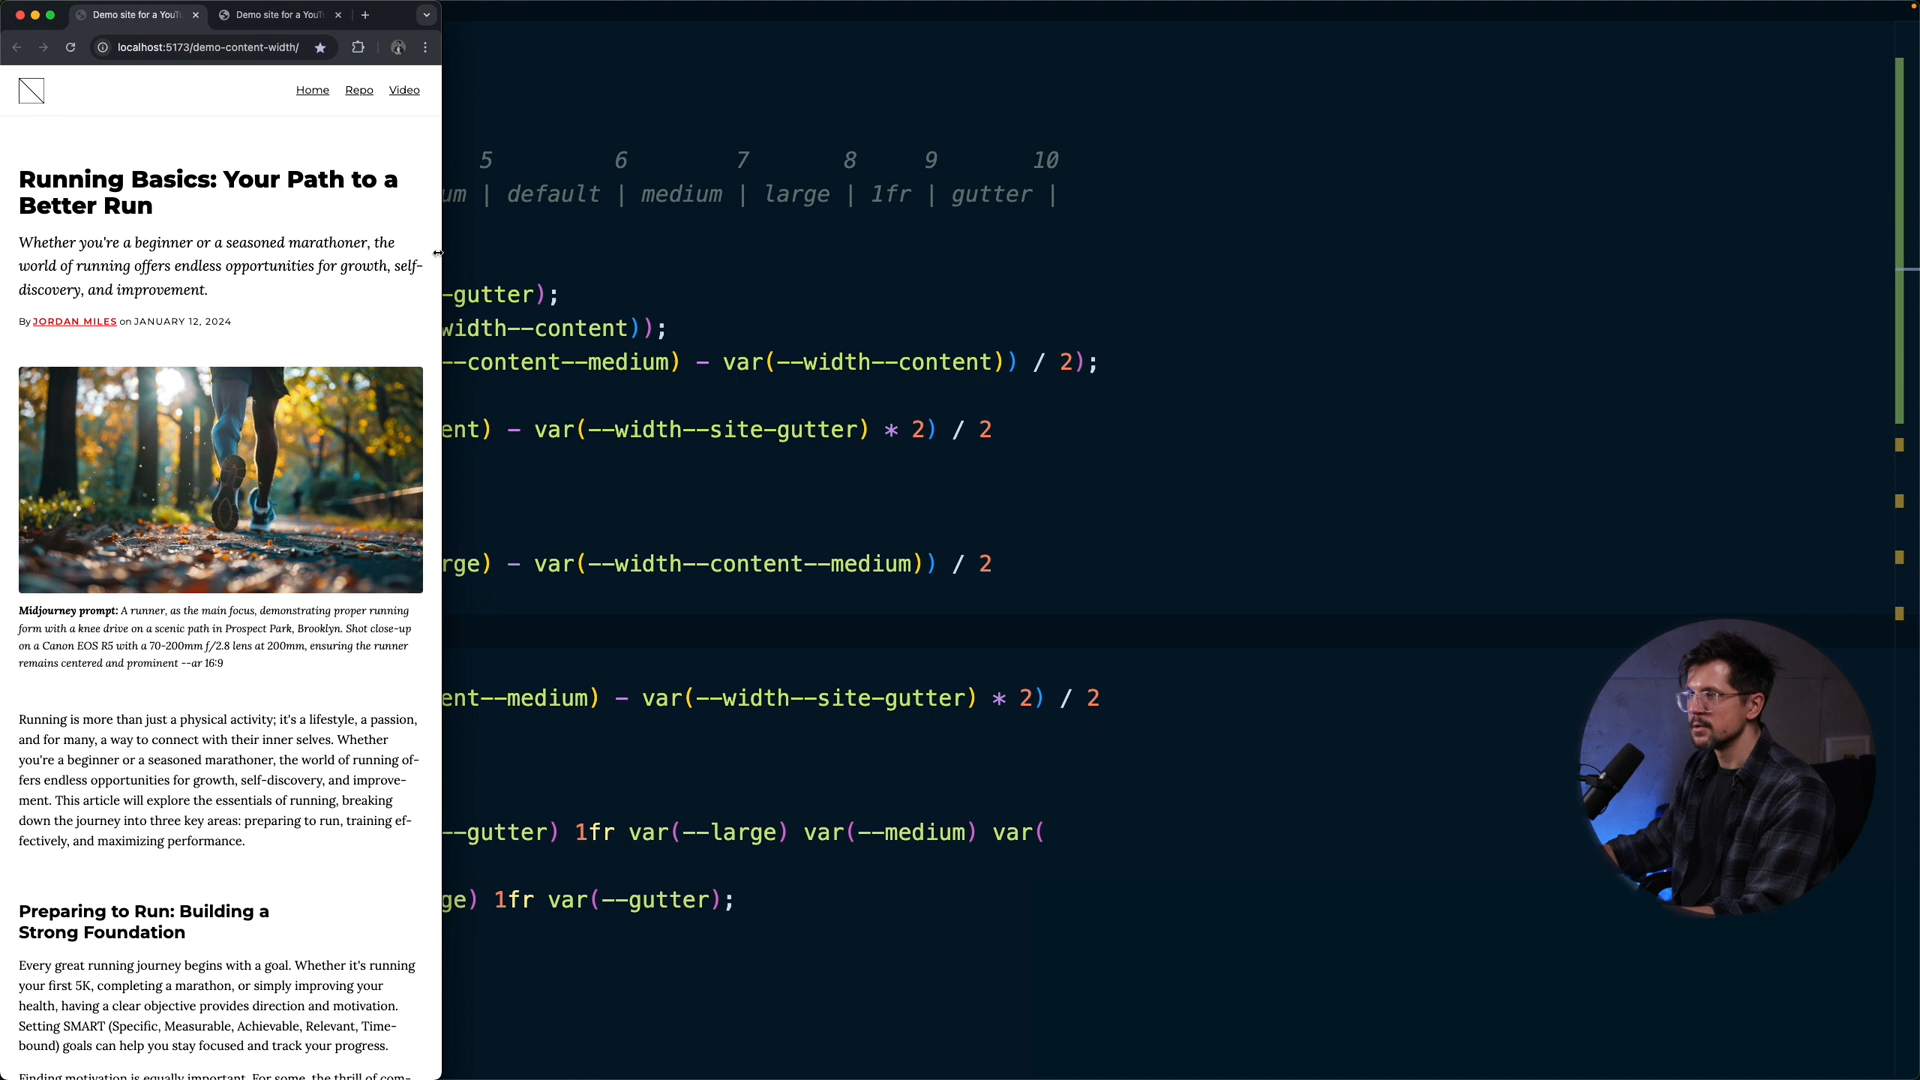 Demo site for a YouTu
Demo site for a YouTu
localhost:5173/demo-content-width/
Home Repo Video
Running Basics: Your Path to a
Better Run
Whether you're a beginner or a seasoned marathoner, the
world of running offers endless opportunities for growth, self-
discovery, and improvement.
By JORDAN MILES on JANUARY 12, 2024
Midjourney prompt: A runner, as the main focus, demonstrating proper running
form with a knee drive on a scenic path in Prospect Park, Brooklyn. Shot close-up
on a Canon EOS R5 with a 70-200mm f/2.8 lens at 200mm, ensuring the runner
remains centered and prominent --ar 16:9
Running is more than just a physical activity; it's a lifestyle, a passion,
and for many, a way to connect with their inner selves. Whether
you're a beginner or a seasoned marathoner, the world of running of-
fers endless opportunities for growth, self-discovery, and improve-
ment. This article will explore the essentials of running, breaking
down the journey into three key areas: preparing to run, training ef-
fectively, and maximizing performance.
Preparing to Run: Building a
Strong Foundation
Every great running journey begins with a goal. Whether it's running
your first 5K, completing a marathon, or simply improving your
health, having a clear objective provides direction and motivation.
Setting SMART (Specific, Measurable, Achievable, Relevant, Time-
bound) goals can help you stay focused and track your progress.
Finding motivation is equally important. For some, the thrill of com-
5 6 7 8 9 10
um | default | medium | large | 1fr | gutter |
-gutter);
width--content));
--content--medium) - var(--width--content)) / 2);
ent) - var(--width--site-gutter) * 2) / 2
rge) - var(--width--content--medium)) / 2
ent--medium) - var(--width--site-gutter) * 2) / 2
--gutter) 1fr var(--large) var(--medium) var(
ge) 1fr var(--gutter);